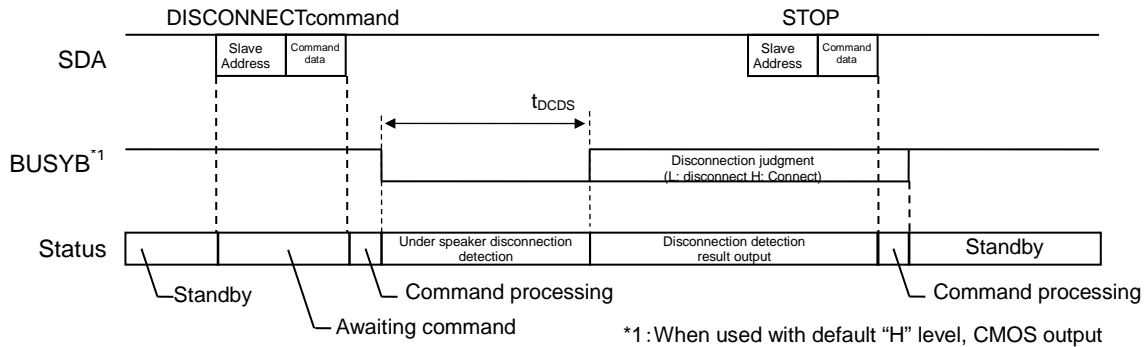 DISCONNECTcommand
STOP
SDA
Slave
Address
Command
data
Slave
Address
Command
data
tDCDS
BUSYB*1
Disconnection judgment
(L: disconnect H: Connect)
Status
Under speaker disconnection
detection
Disconnection detection
result output
Standby
Standby
Command processing
Command processing
Awaiting command
*1:When used with default “H” level, CMOS output